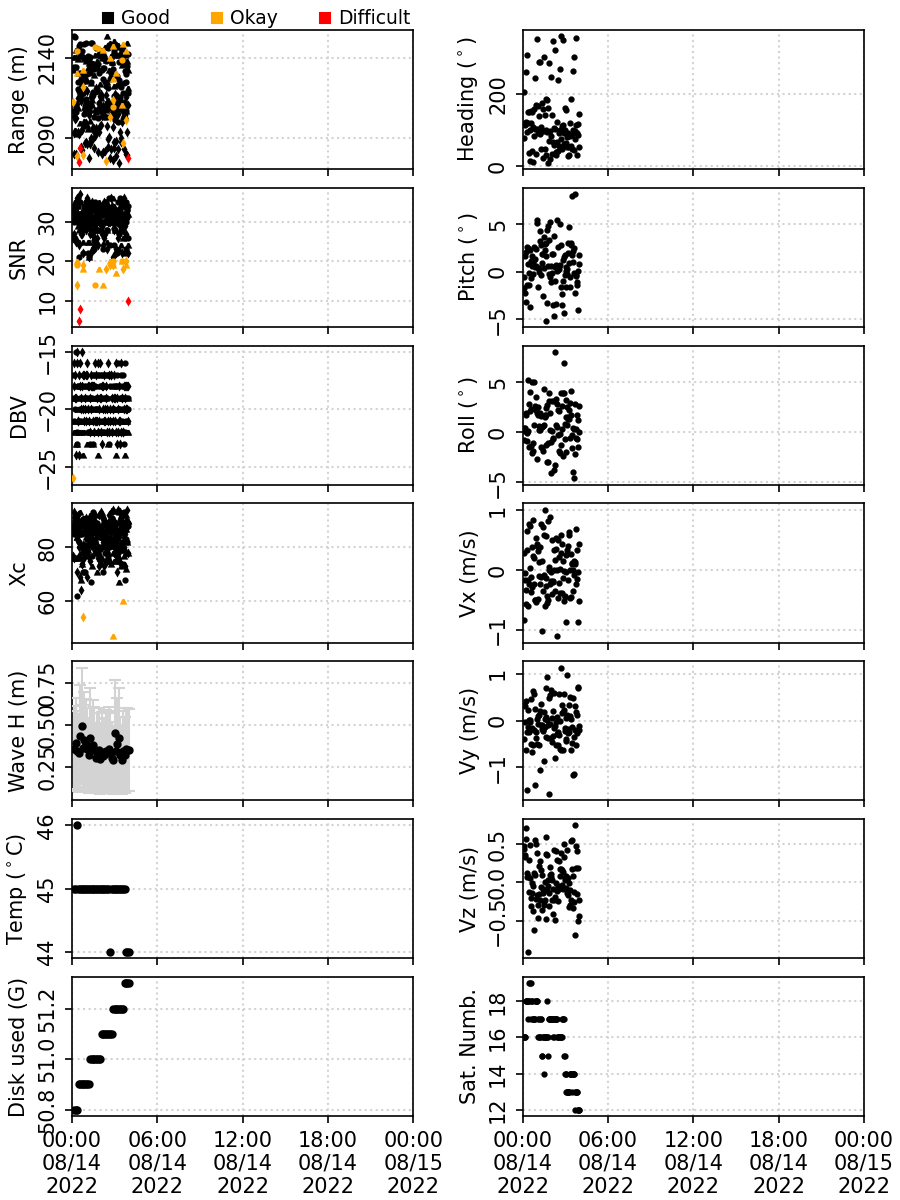 Good Okay Difficult
Range (m)
2140
2090
Heading (°)
200
0
SNR
30
20
10
Pitch (°)
5
0
−5
DBV
−15
−20
−25
Roll (°)
5
0
−5
Xc
80
60
Vx (m/s)
1
0
−1
Wave H (m)
0.75
0.50
0.25
Vy (m/s)
1
0
−1
Temp (°C)
46
45
44
Vz (m/s)
0.5
0.0
−0.5
Disk used (G)
51.2
51.0
50.8
Sat. Numb.
18
16
14
12
00:00 06:00 12:00 18:00 00:00
08/14 08/14 08/14 08/14 08/15
2022 2022 2022 2022 2022
00:00 06:00 12:00 18:00 00:00
08/14 08/14 08/14 08/14 08/15
2022 2022 2022 2022 2022